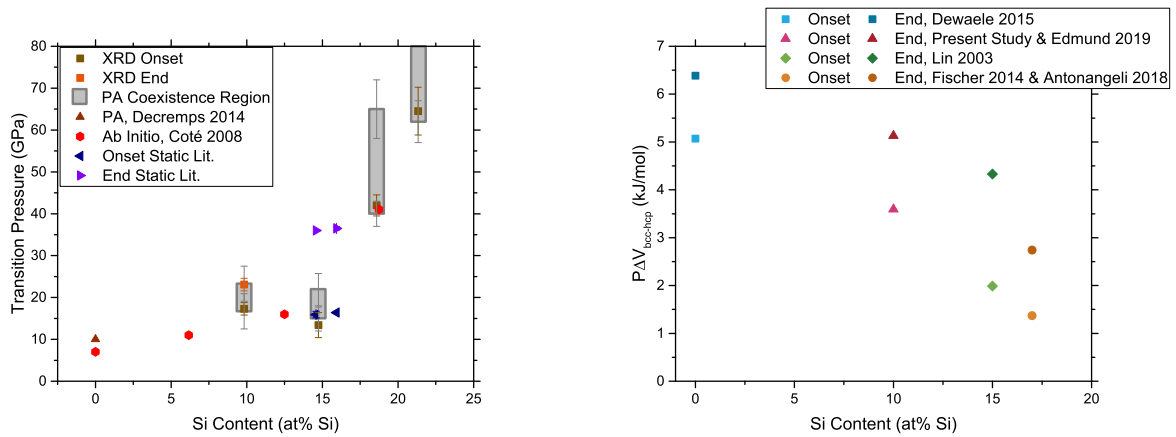 XRD Onset
XRD End
PA Coexistence Region
PA, Decremps 2014
Ab Initio, Coté 2008
Onset Static Lit.
End Static Lit.
80
70
60
50
40
30
20
10
0
Transition Pressure (GPa)
0 5 10 15 20 25
Si Content (at% Si)
Onset End, Dewaele 2015
Onset End, Present Study & Edmund 2019
Onset End, Lin 2003
Onset End, Fischer 2014 & Antonangeli 2018
7
6
5
4
3
2
1
0
PΔVbcc-hcp (kJ/mol)
0 5 10 15 20
Si Content (at% Si)